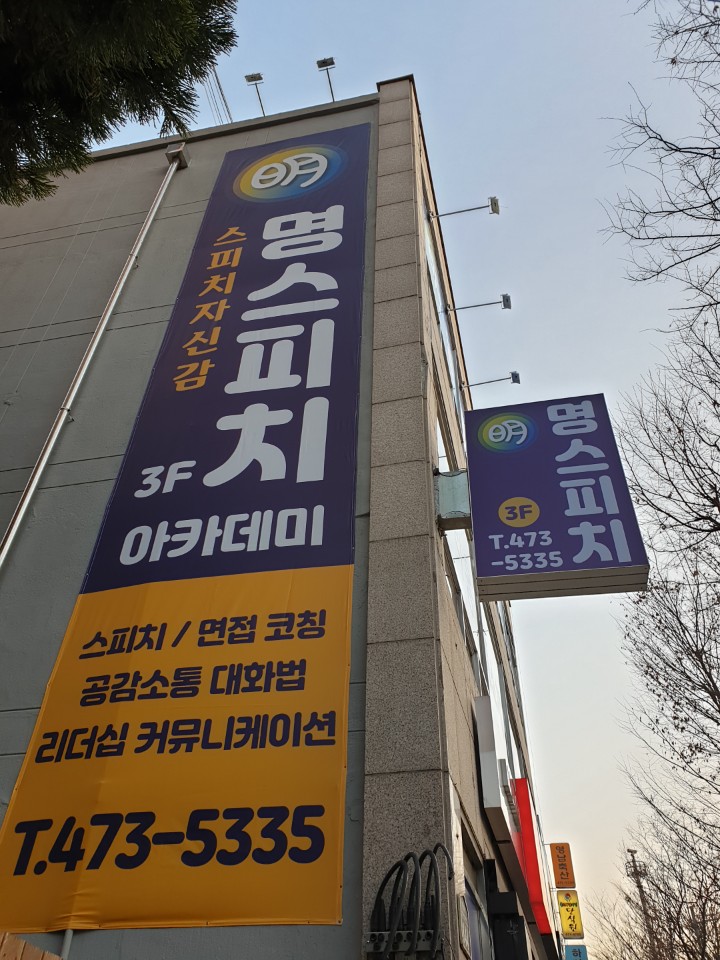 明
명스피치
스피치자신감
3F
아카데미
스피치 / 면접 코칭
공감소통 대화법
리더십 커뮤니케이션
T.473-5335
明
명스피치
3F
T.473
-5335